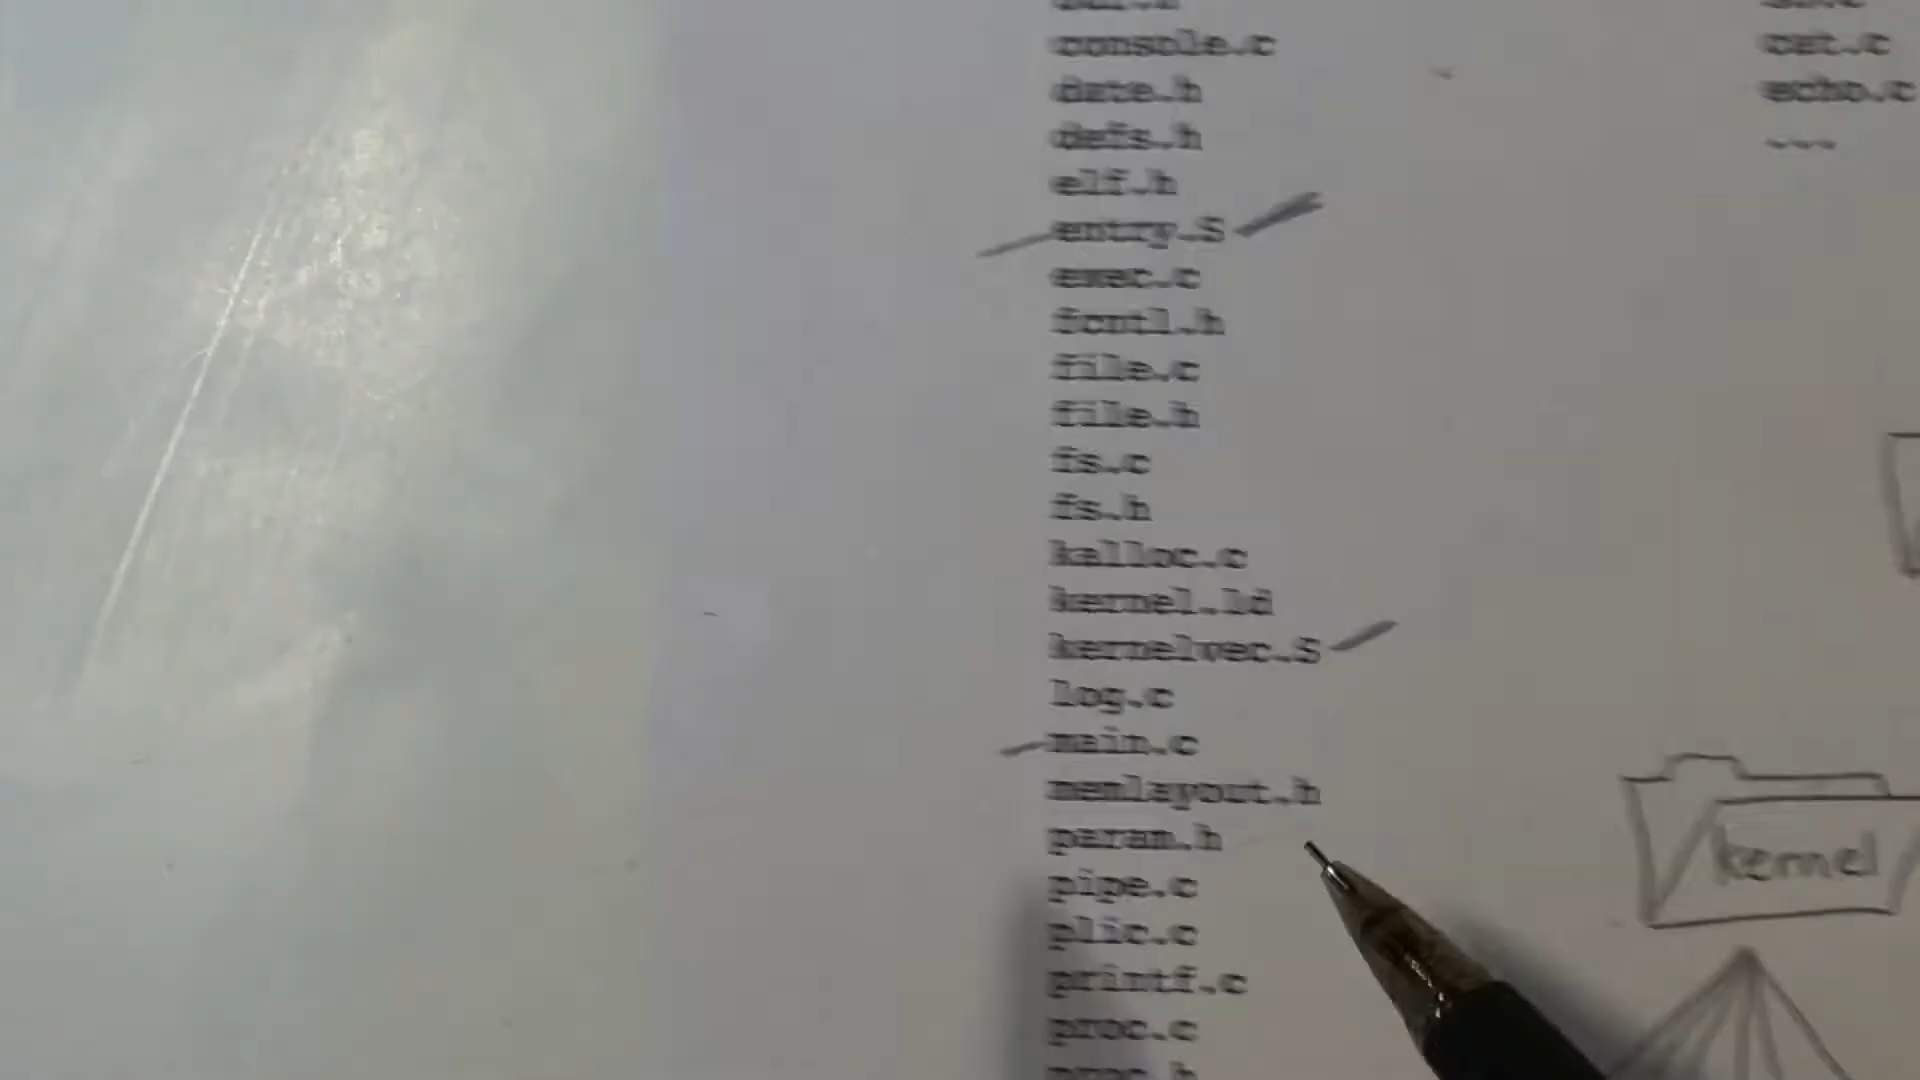 console.c
date.h
defs.h
elf.h
entry.S
exec.c
fcntl.h
file.c
file.h
fs.c
fs.h
kalloc.c
kernel.ld
kernelvec.S
log.c
main.c
memlayout.h
param.h
pipe.c
plic.c
printf.c
proc.c
proc.h
cat.c
echo.c
kernel